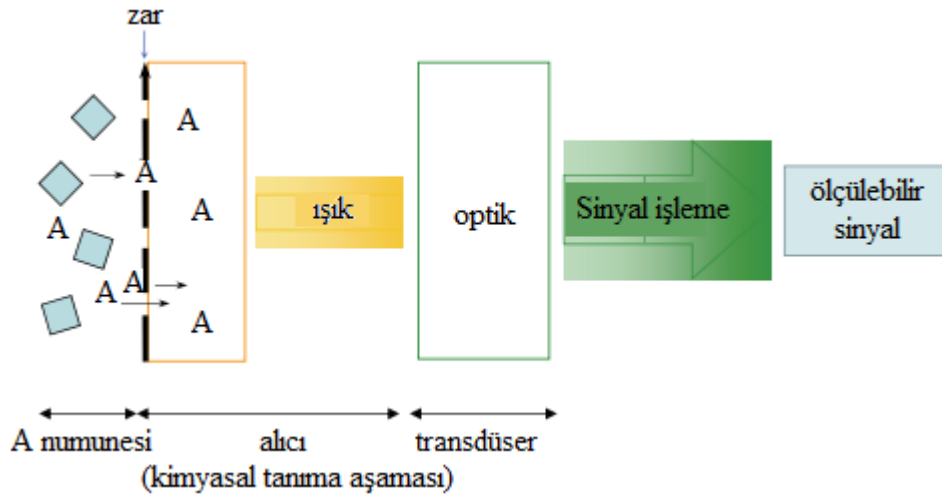 zar
A
A
A
A
A
A
A
ışık
optik
Sinyal işleme
ölçülebilir
sinyal
A numunesi
alıcı
transdüser
(kimyasal tanıma aşaması)